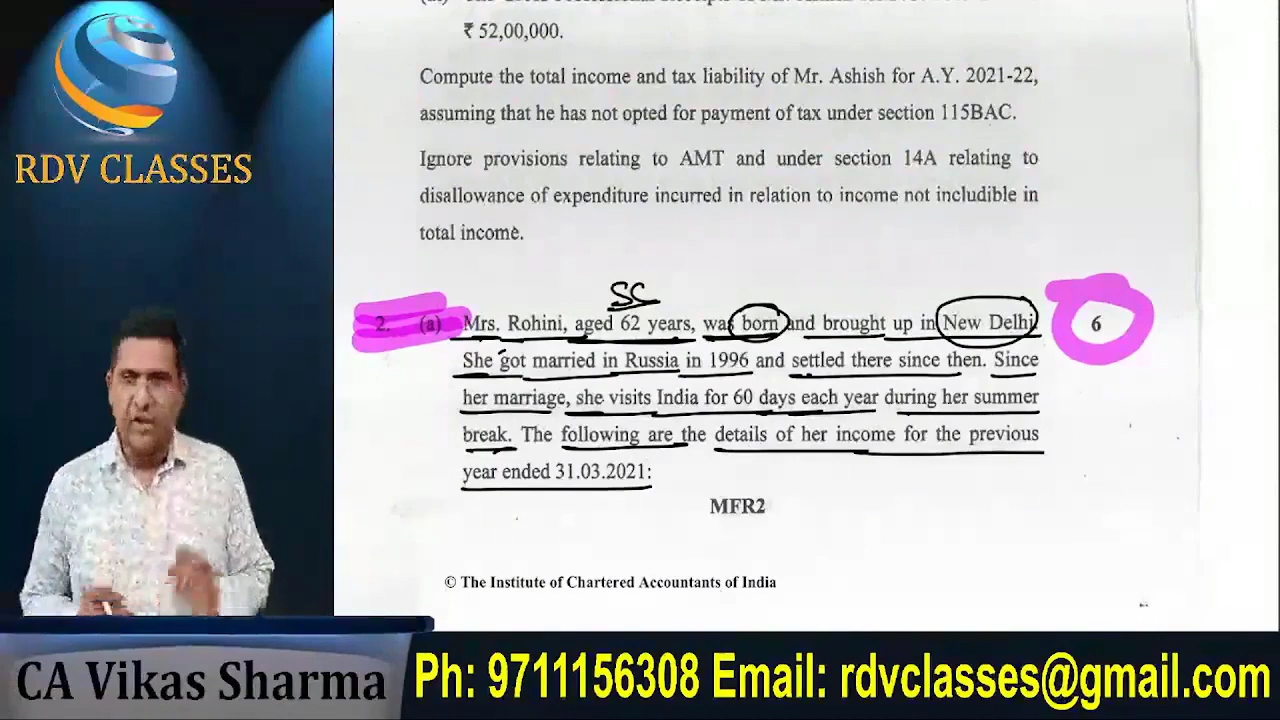 ₹ 52,00,000.
Compute the total income and tax liability of Mr. Ashish for A.Y. 2021-22,
assuming that he has not opted for payment of tax under section 115BAC.
Ignore provisions relating to AMT and under section 14A relating to
disallowance of expenditure incurred in relation to income not includible in
total income.
SC
2. (a) Mrs. Rohini, aged 62 years, was born and brought up in New Delhi. 6
She got married in Russia in 1996 and settled there since then. Since
her marriage, she visits India for 60 days each year during her summer
break. The following are the details of her income for the previous
year ended 31.03.2021:
MFR2
© The Institute of Chartered Accountants of India
RDV CLASSES
CA Vikas Sharma
Ph: 9711156308 Email: rdvclasses@gmail.com